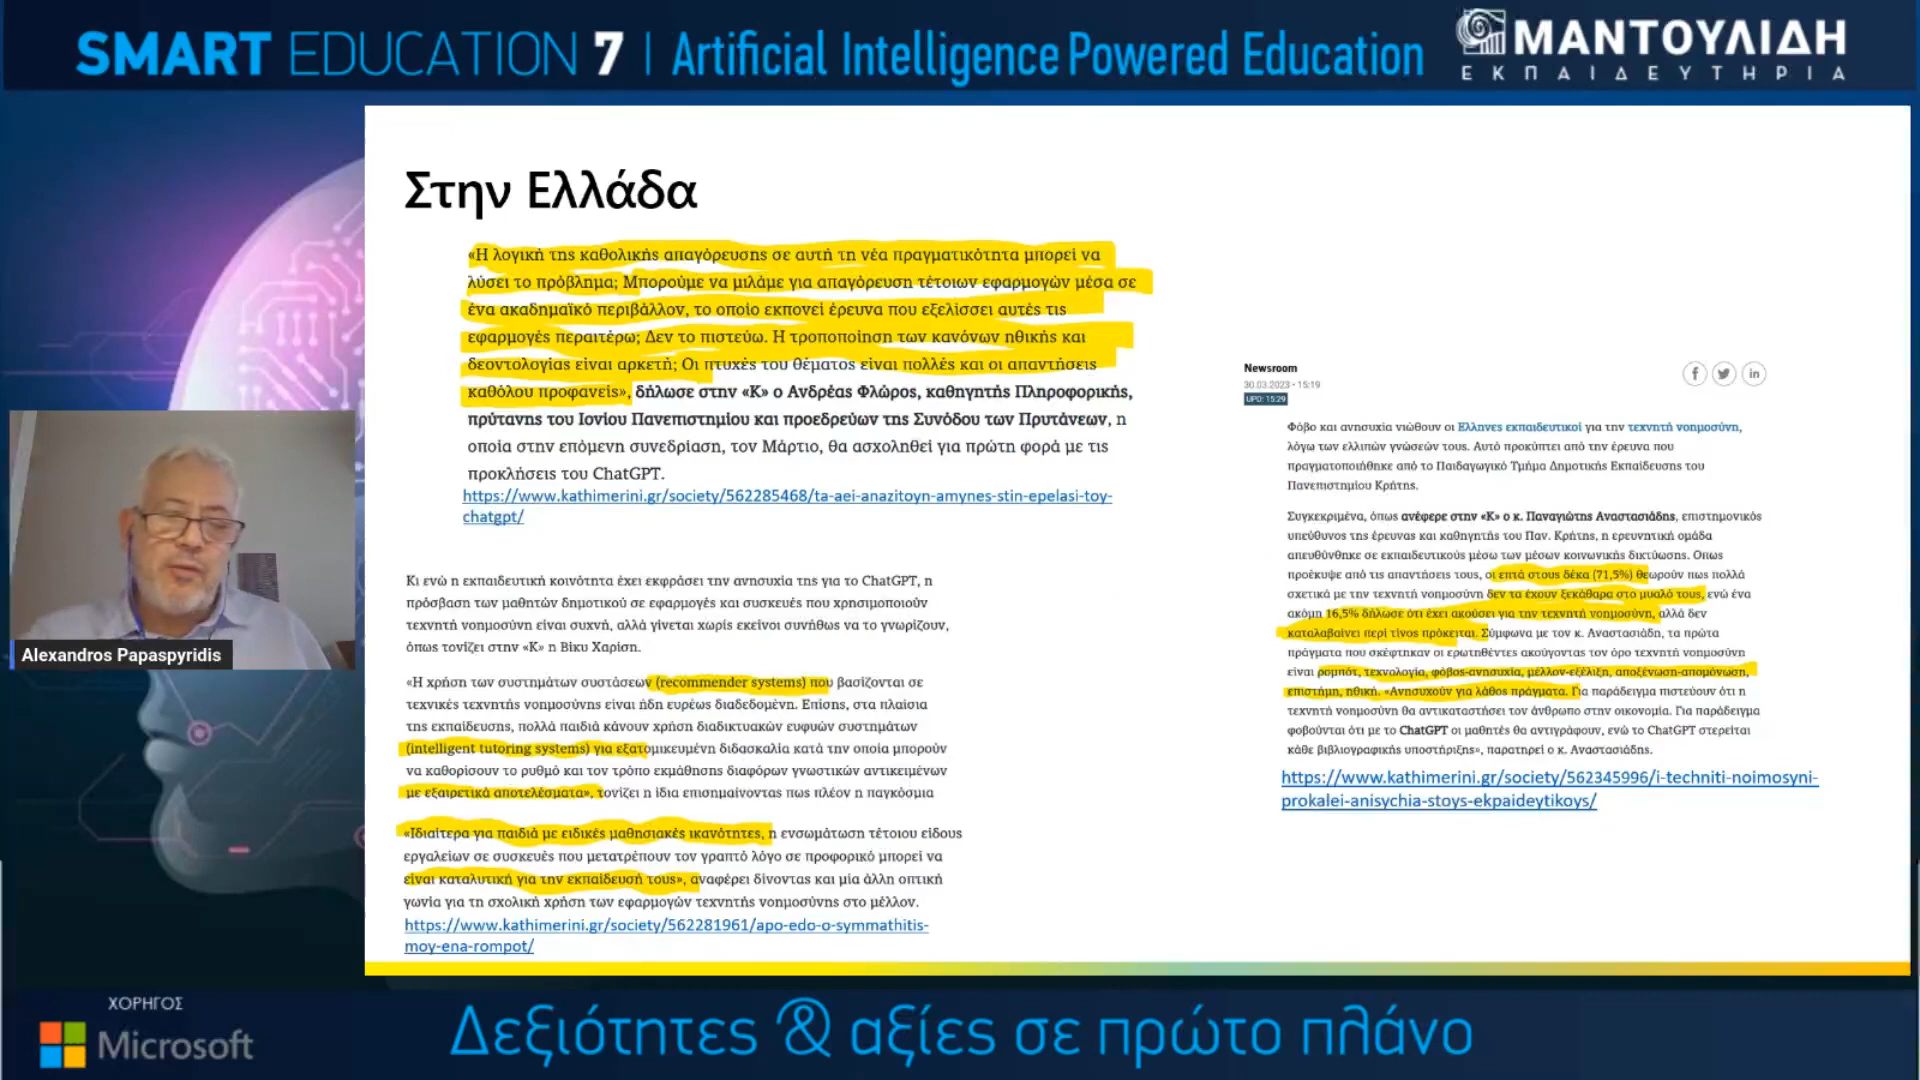 SMART EDUCATION 7 | Artificial Intelligence Powered Education
ΜΑΝΤΟΥΛΙΔΗ
ΕΚΠΑΙΔΕΥΤΗΡΙΑ
Στην Ελλάδα
«Η λογική της καθολικής απαγόρευσης σε αυτή τη νέα πραγματικότητα μπορεί να
λύσει το πρόβλημα; Μπορούμε να μιλάμε για απαγόρευση τέτοιων εφαρμογών μέσα σε
ένα ακαδημαϊκό περιβάλλον, το οποίο εκπονεί έρευνα που εξελίσσει αυτές τις
εφαρμογές περαιτέρω; Δεν το πιστεύω. Η τροποποίηση των κανόνων ηθικής και
δεοντολογίας είναι αρκετή; Οι πτυχές του θέματος είναι πολλές και οι απαντήσεις
καθόλου προφανείς», δήλωσε στην «Κ» ο Ανδρέας Φλώρος, καθηγητής Πληροφορικής,
πρύτανης του Ιονίου Πανεπιστημίου και προεδρεύων της Συνόδου των Πρυτάνεων, η
οποία στην επόμενη συνεδρίαση, τον Μάρτιο, θα ασχοληθεί για πρώτη φορά με τις
προκλήσεις του ChatGPT.
https://www.kathimerini.gr/society/562285468/ta-aei-anazitoyn-amynes-stin-epelasi-toy-
chatgpt/
Κι ενώ η εκπαιδευτική κοινότητα έχει εκφράσει την ανησυχία της για το ChatGPT, η
πρόσβαση των μαθητών δημοτικού σε εφαρμογές και συσκευές που χρησιμοποιούν
τεχνητή νοημοσύνη είναι συχνή, αλλά γίνεται χωρίς εκείνοι συνήθως να το γνωρίζουν,
όπως τονίζει στην «Κ» η Βίκυ Χαρίση.
«Η χρήση των συστημάτων συστάσεων (recommender systems) που βασίζονται σε
τεχνικές τεχνητής νοημοσύνης είναι ήδη ευρέως διαδεδομένη. Επίσης, στα πλαίσια
της εκπαίδευσης, πολλά παιδιά κάνουν χρήση διαδικτυακών ευφυών συστημάτων
(intelligent tutoring systems) για εξατομικευμένη διδασκαλία κατά την οποία μπορούν
να καθορίσουν το ρυθμό και τον τρόπο εκμάθησης διαφόρων γνωστικών αντικειμένων
με εξαιρετικά αποτελέσματα», τονίζει η ίδια επισημαίνοντας πως πλέον η παγκόσμια
«Ιδιαίτερα για παιδιά με ειδικές μαθησιακές ικανότητες, η ενσωμάτωση τέτοιου είδους
εργαλείων σε συσκευές που μετατρέπουν τον γραπτό λόγο σε προφορικό μπορεί να
είναι καταλυτική για την εκπαίδευσή τους», αναφέρει δίνοντας και μία άλλη οπτική
γωνία για τη σχολική χρήση των εφαρμογών τεχνητής νοημοσύνης στο μέλλον.
https://www.kathimerini.gr/society/562281961/apo-edo-o-symmathitis-
moy-ena-rompot/
Newsroom
30.03.2023 • 15:19
UPD: 15:29
Φόβο και ανησυχία νιώθουν οι Ελληνες εκπαιδευτικοί για την τεχνητή νοημοσύνη,
λόγω των ελλιπών γνώσεών τους. Αυτό προκύπτει από την έρευνα που
πραγματοποιήθηκε από το Παιδαγωγικό Τμήμα Δημοτικής Εκπαίδευσης του
Πανεπιστημίου Κρήτης.
Συγκεκριμένα, όπως ανέφερε στην «Κ» ο κ. Παναγιώτης Αναστασιάδης, επιστημονικός
υπεύθυνος της έρευνας και καθηγητής του Παν. Κρήτης, η ερευνητική ομάδα
απευθύνθηκε σε εκπαιδευτικούς μέσω των μέσων κοινωνικής δικτύωσης. Οπως
προέκυψε από τις απαντήσεις τους, οι επτά στους δέκα (71,5%) θεωρούν πως πολλά
σχετικά με την τεχνητή νοημοσύνη δεν τα έχουν ξεκάθαρα στο μυαλό τους, ενώ ένα
ακόμη 16,5% δήλωσε ότι έχει ακούσει για την τεχνητή νοημοσύνη, αλλά δεν
καταλαβαίνει περί τίνος πρόκειται. Σύμφωνα με τον κ. Αναστασιάδη, τα πρώτα
πράγματα που σκέφτηκαν οι ερωτηθέντες ακούγοντας τον όρο τεχνητή νοημοσύνη
είναι ρομπότ, τεχνολογία, φόβος-ανησυχία, μέλλον-εξέλιξη, αποξένωση-απομόνωση,
επιστήμη, ηθική. «Ανησυχούν για λάθος πράγματα. Για παράδειγμα πιστεύουν ότι η
τεχνητή νοημοσύνη θα αντικαταστήσει τον άνθρωπο στην οικονομία. Για παράδειγμα
φοβούνται ότι με το ChatGPT οι μαθητές θα αντιγράφουν, ενώ το ChatGPT στερείται
κάθε βιβλιογραφικής υποστήριξης», παρατηρεί ο κ. Αναστασιάδης.
https://www.kathimerini.gr/society/562345996/i-techniti-noimosyni-
prokalei-anisychia-stoys-ekpaideytikoys/
Alexandros Papaspyridis
ΧΟΡΗΓΟΣ
Microsoft
Δεξιότητες & αξίες σε πρώτο πλάνο